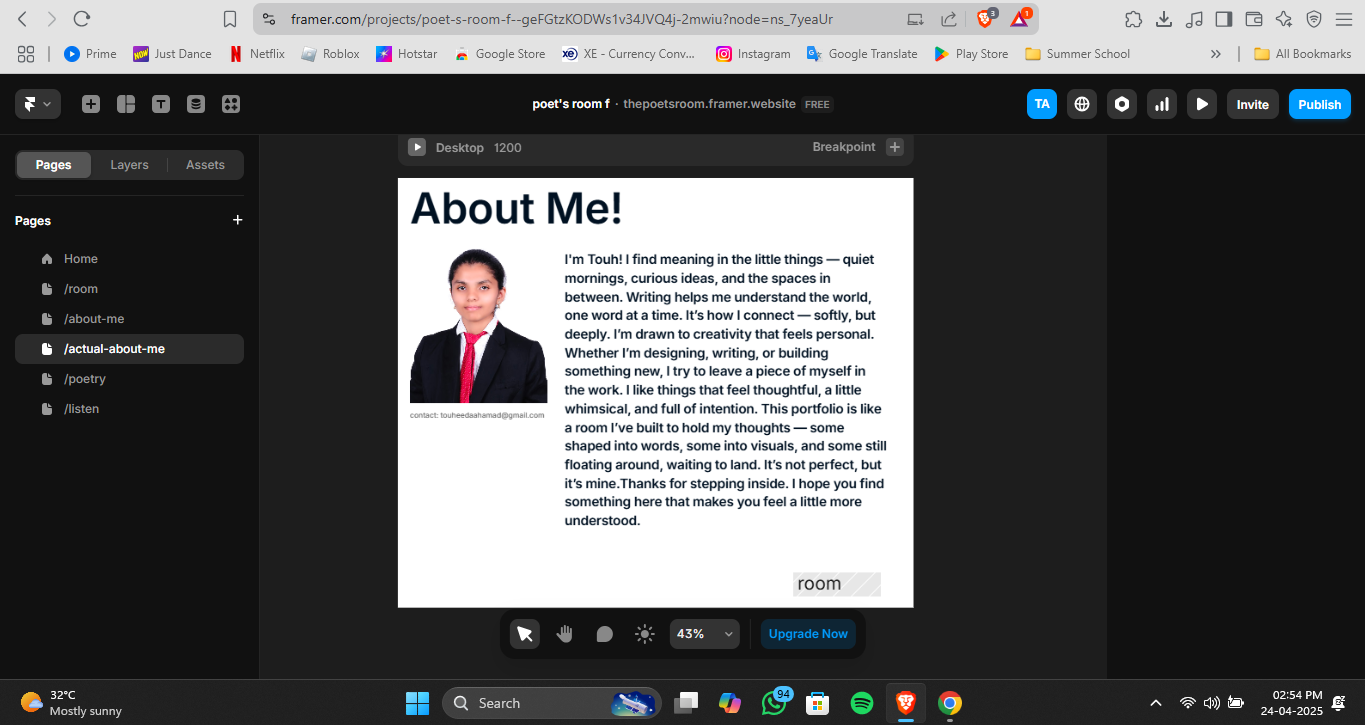 framer.com/projects/poet-s-room-f--geFGtzKODWs1v34JVQ4j-2mwiu?node=ns_7yeaUr
3
1
Prime
Just Dance
Netflix
Roblox
Hotstar
Google Store
XE - Currency Conv...
Instagram
Google Translate
Play Store
Summer School
»
All Bookmarks
poet's room f · thepoetsroom.framer.website FREE
TA
Invite
Publish
Pages
Layers
Assets
Desktop 1200
Breakpoint
Pages
Home
/room
/about-me
/actual-about-me
/poetry
/listen
About Me!
contact: touheedaahamad@gmail.com
I'm Touh! I find meaning in the little things — quiet
mornings, curious ideas, and the spaces in
between. Writing helps me understand the world,
one word at a time. It’s how I connect — softly, but
deeply. I’m drawn to creativity that feels personal.
Whether I’m designing, writing, or building
something new, I try to leave a piece of myself in
the work. I like things that feel thoughtful, a little
whimsical, and full of intention. This portfolio is like
a room I’ve built to hold my thoughts — some
shaped into words, some into visuals, and some still
floating around, waiting to land. It’s not perfect, but
it’s mine.Thanks for stepping inside. I hope you find
something here that makes you feel a little more
understood.
room
43%
Upgrade Now
32°C
Mostly sunny
Search
94
02:54 PM
24-04-2025